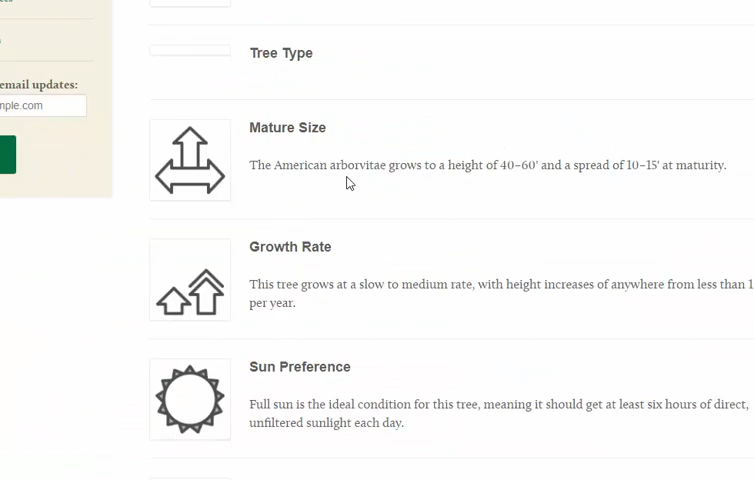 email updates:
mple.com
Tree Type
Mature Size
The American arborvitae grows to a height of 40–60' and a spread of 10–15' at maturity.
Growth Rate
This tree grows at a slow to medium rate, with height increases of anywhere from less than 1
per year.
Sun Preference
Full sun is the ideal condition for this tree, meaning it should get at least six hours of direct,
unfiltered sunlight each day.